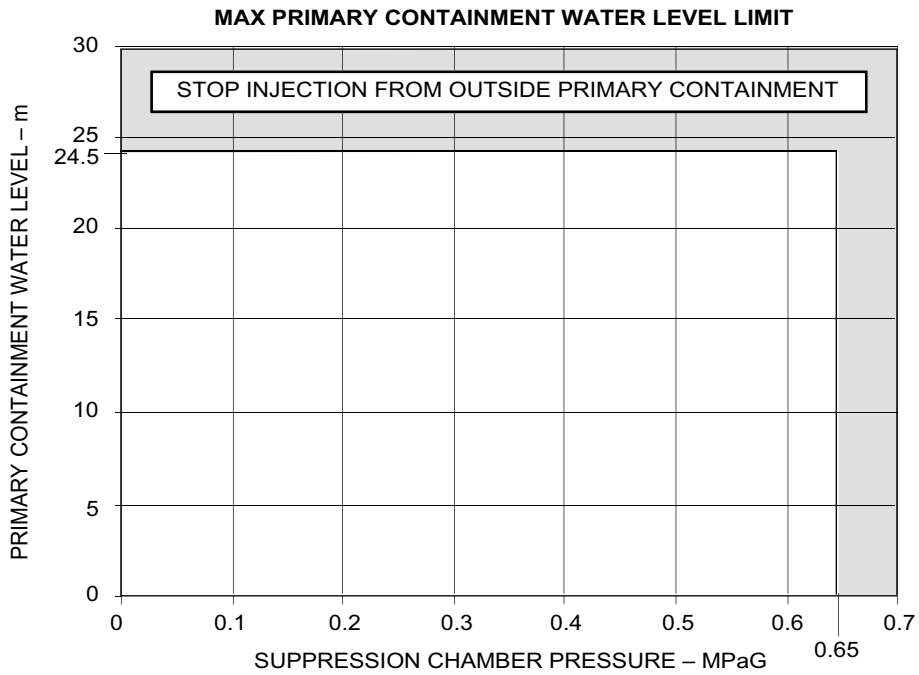 MAX PRIMARY CONTAINMENT WATER LEVEL LIMIT
STOP INJECTION FROM OUTSIDE PRIMARY CONTAINMENT
PRIMARY CONTAINMENT WATER LEVEL – m
30
25
24.5
20
15
10
5
0
0 0.1 0.2 0.3 0.4 0.5 0.6 0.7
0.65
SUPPRESSION CHAMBER PRESSURE – MPaG